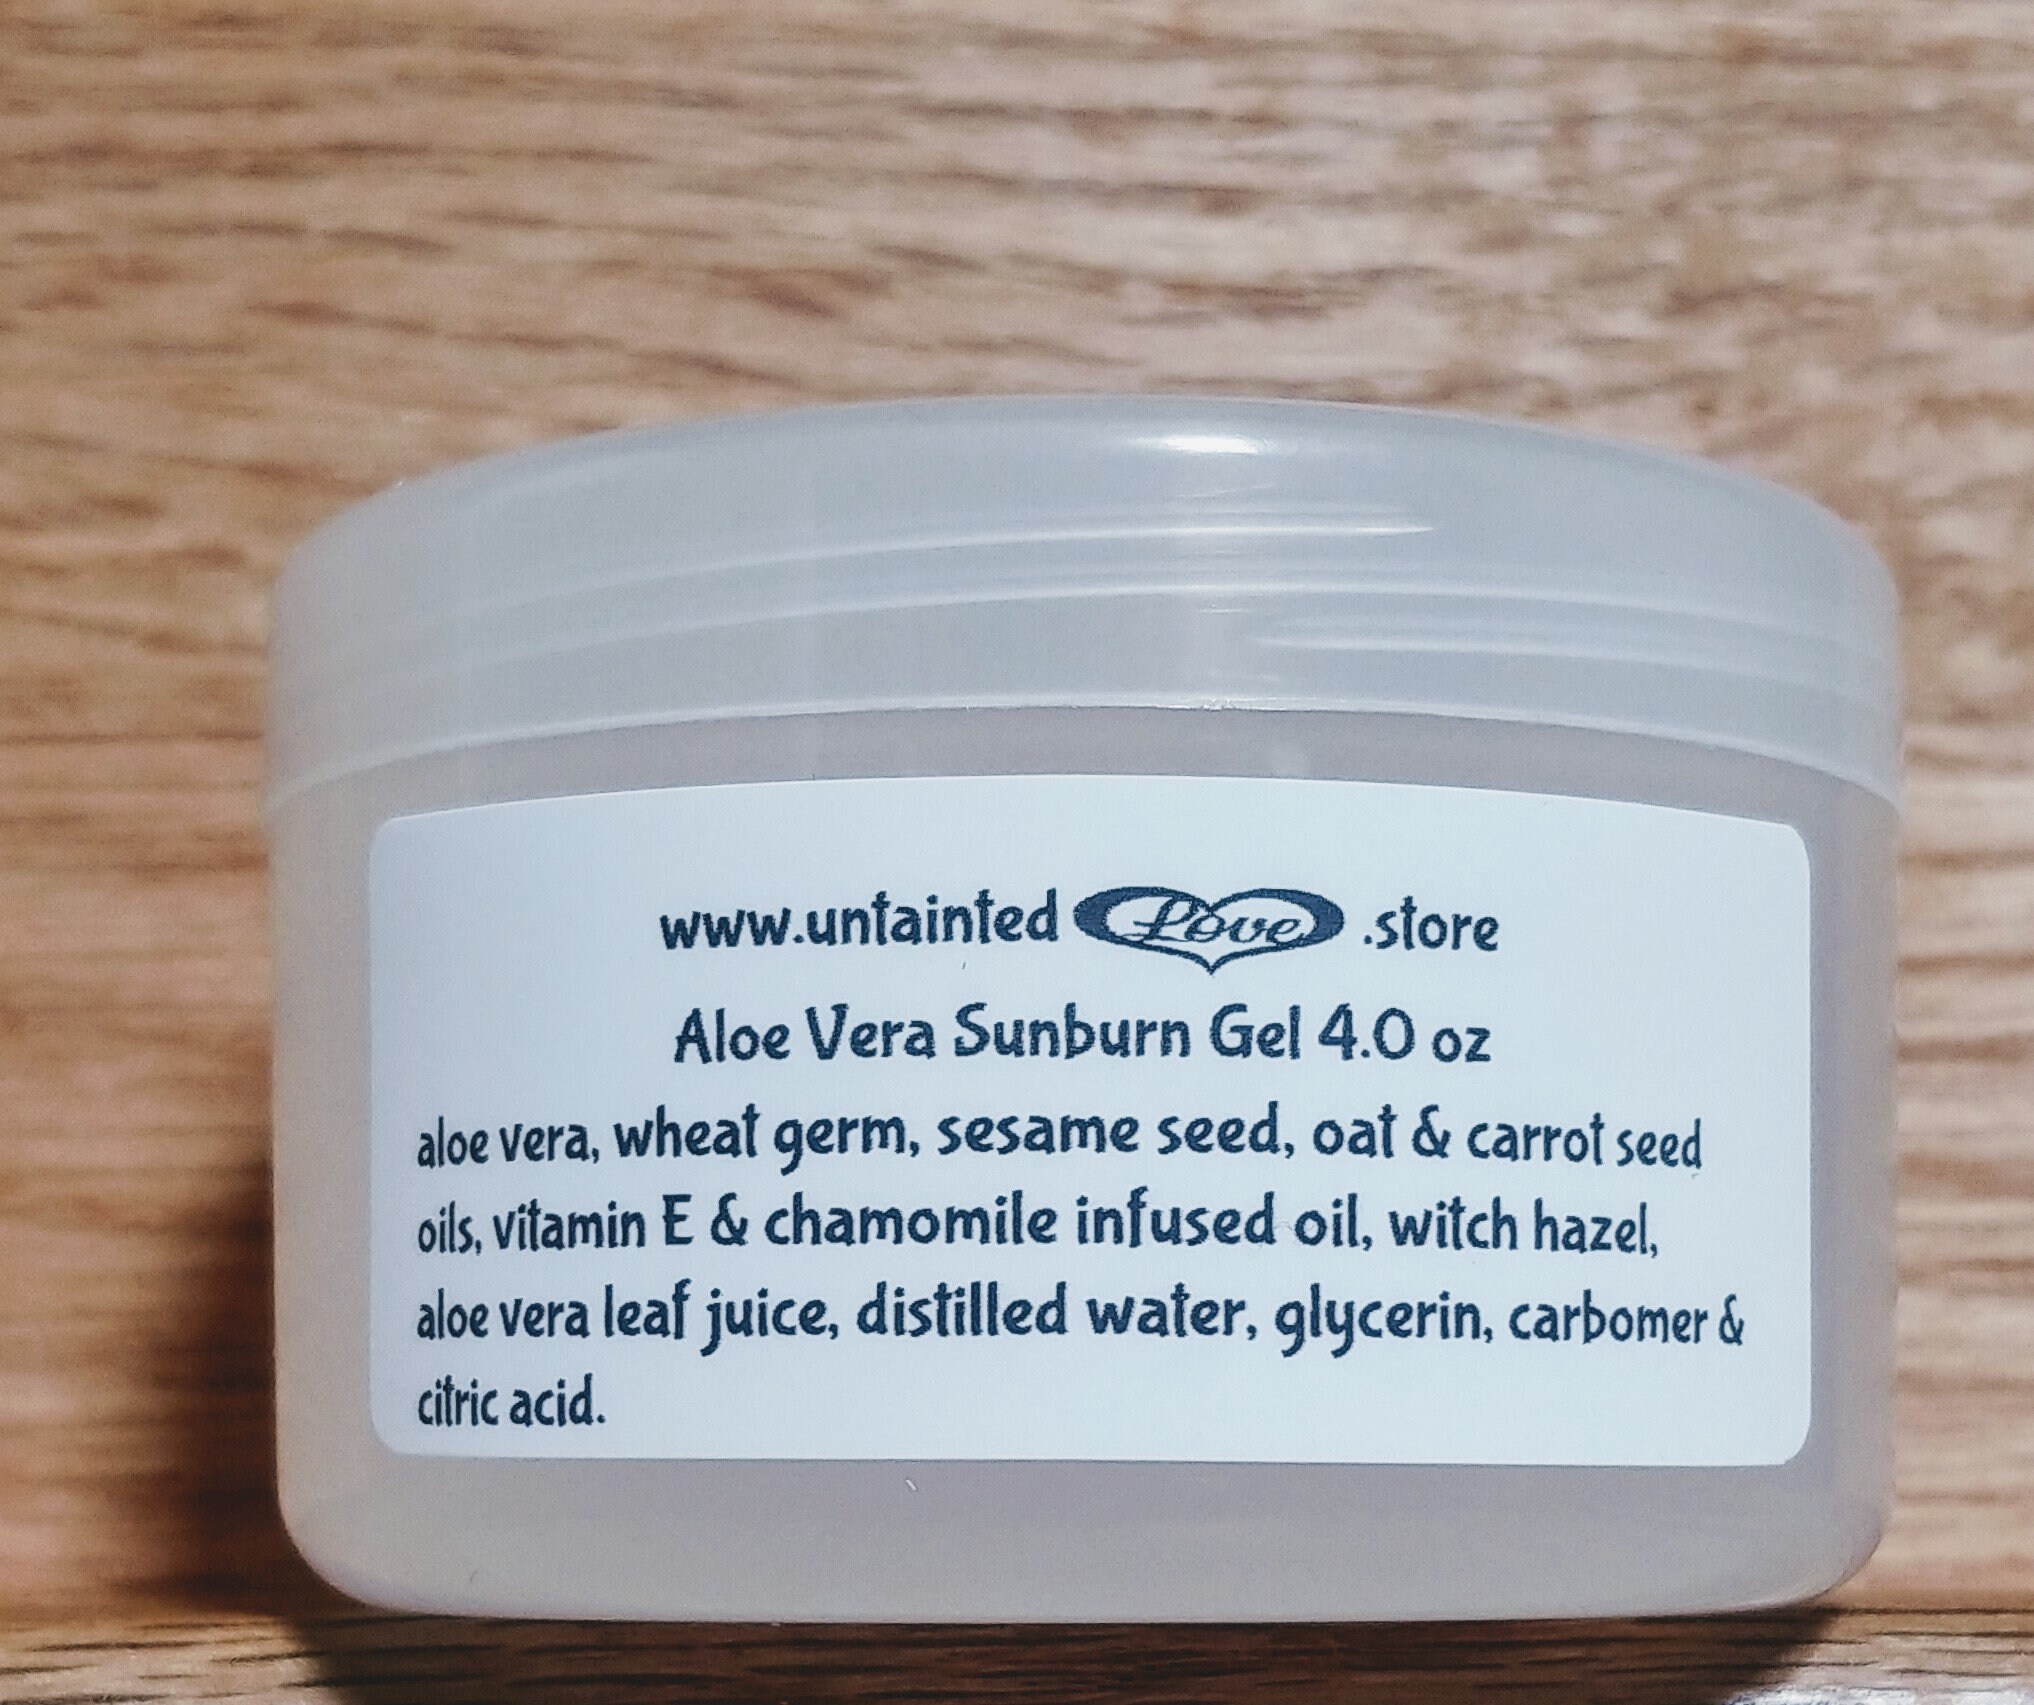 www.untainted Love .store
Aloe Vera Sunburn Gel 4.0 oz
aloe vera, wheat germ, sesame seed, oat & carrot seed
oils, vitamin E & chamomile infused oil, witch hazel,
aloe vera leaf juice, distilled water, glycerin, carbomer &
citric acid.